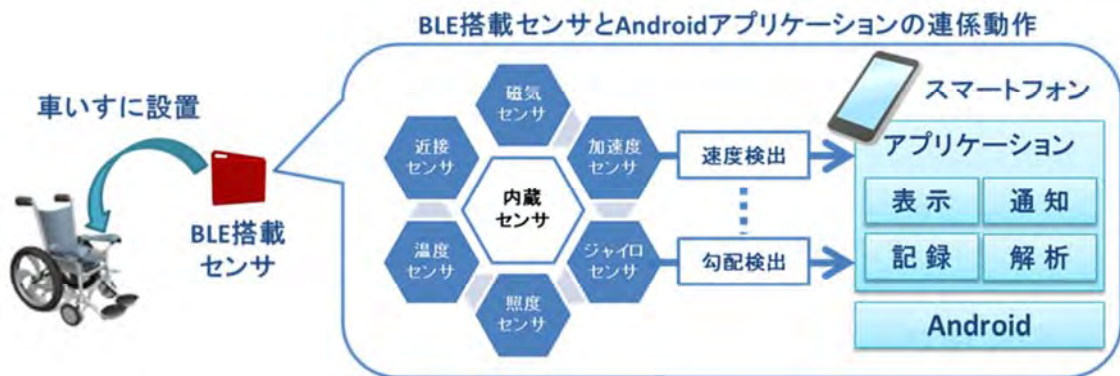 BLE搭載センサとAndroidアプリケーションの連係動作
車いすに設置
BLE搭載
センサ
磁気
センサ
近接
センサ
加速度
センサ
内蔵
センサ
温度
センサ
ジャイロ
センサ
照度
センサ
速度検出
勾配検出
スマートフォン
アプリケーション
表示
通知
記録
解析
Android